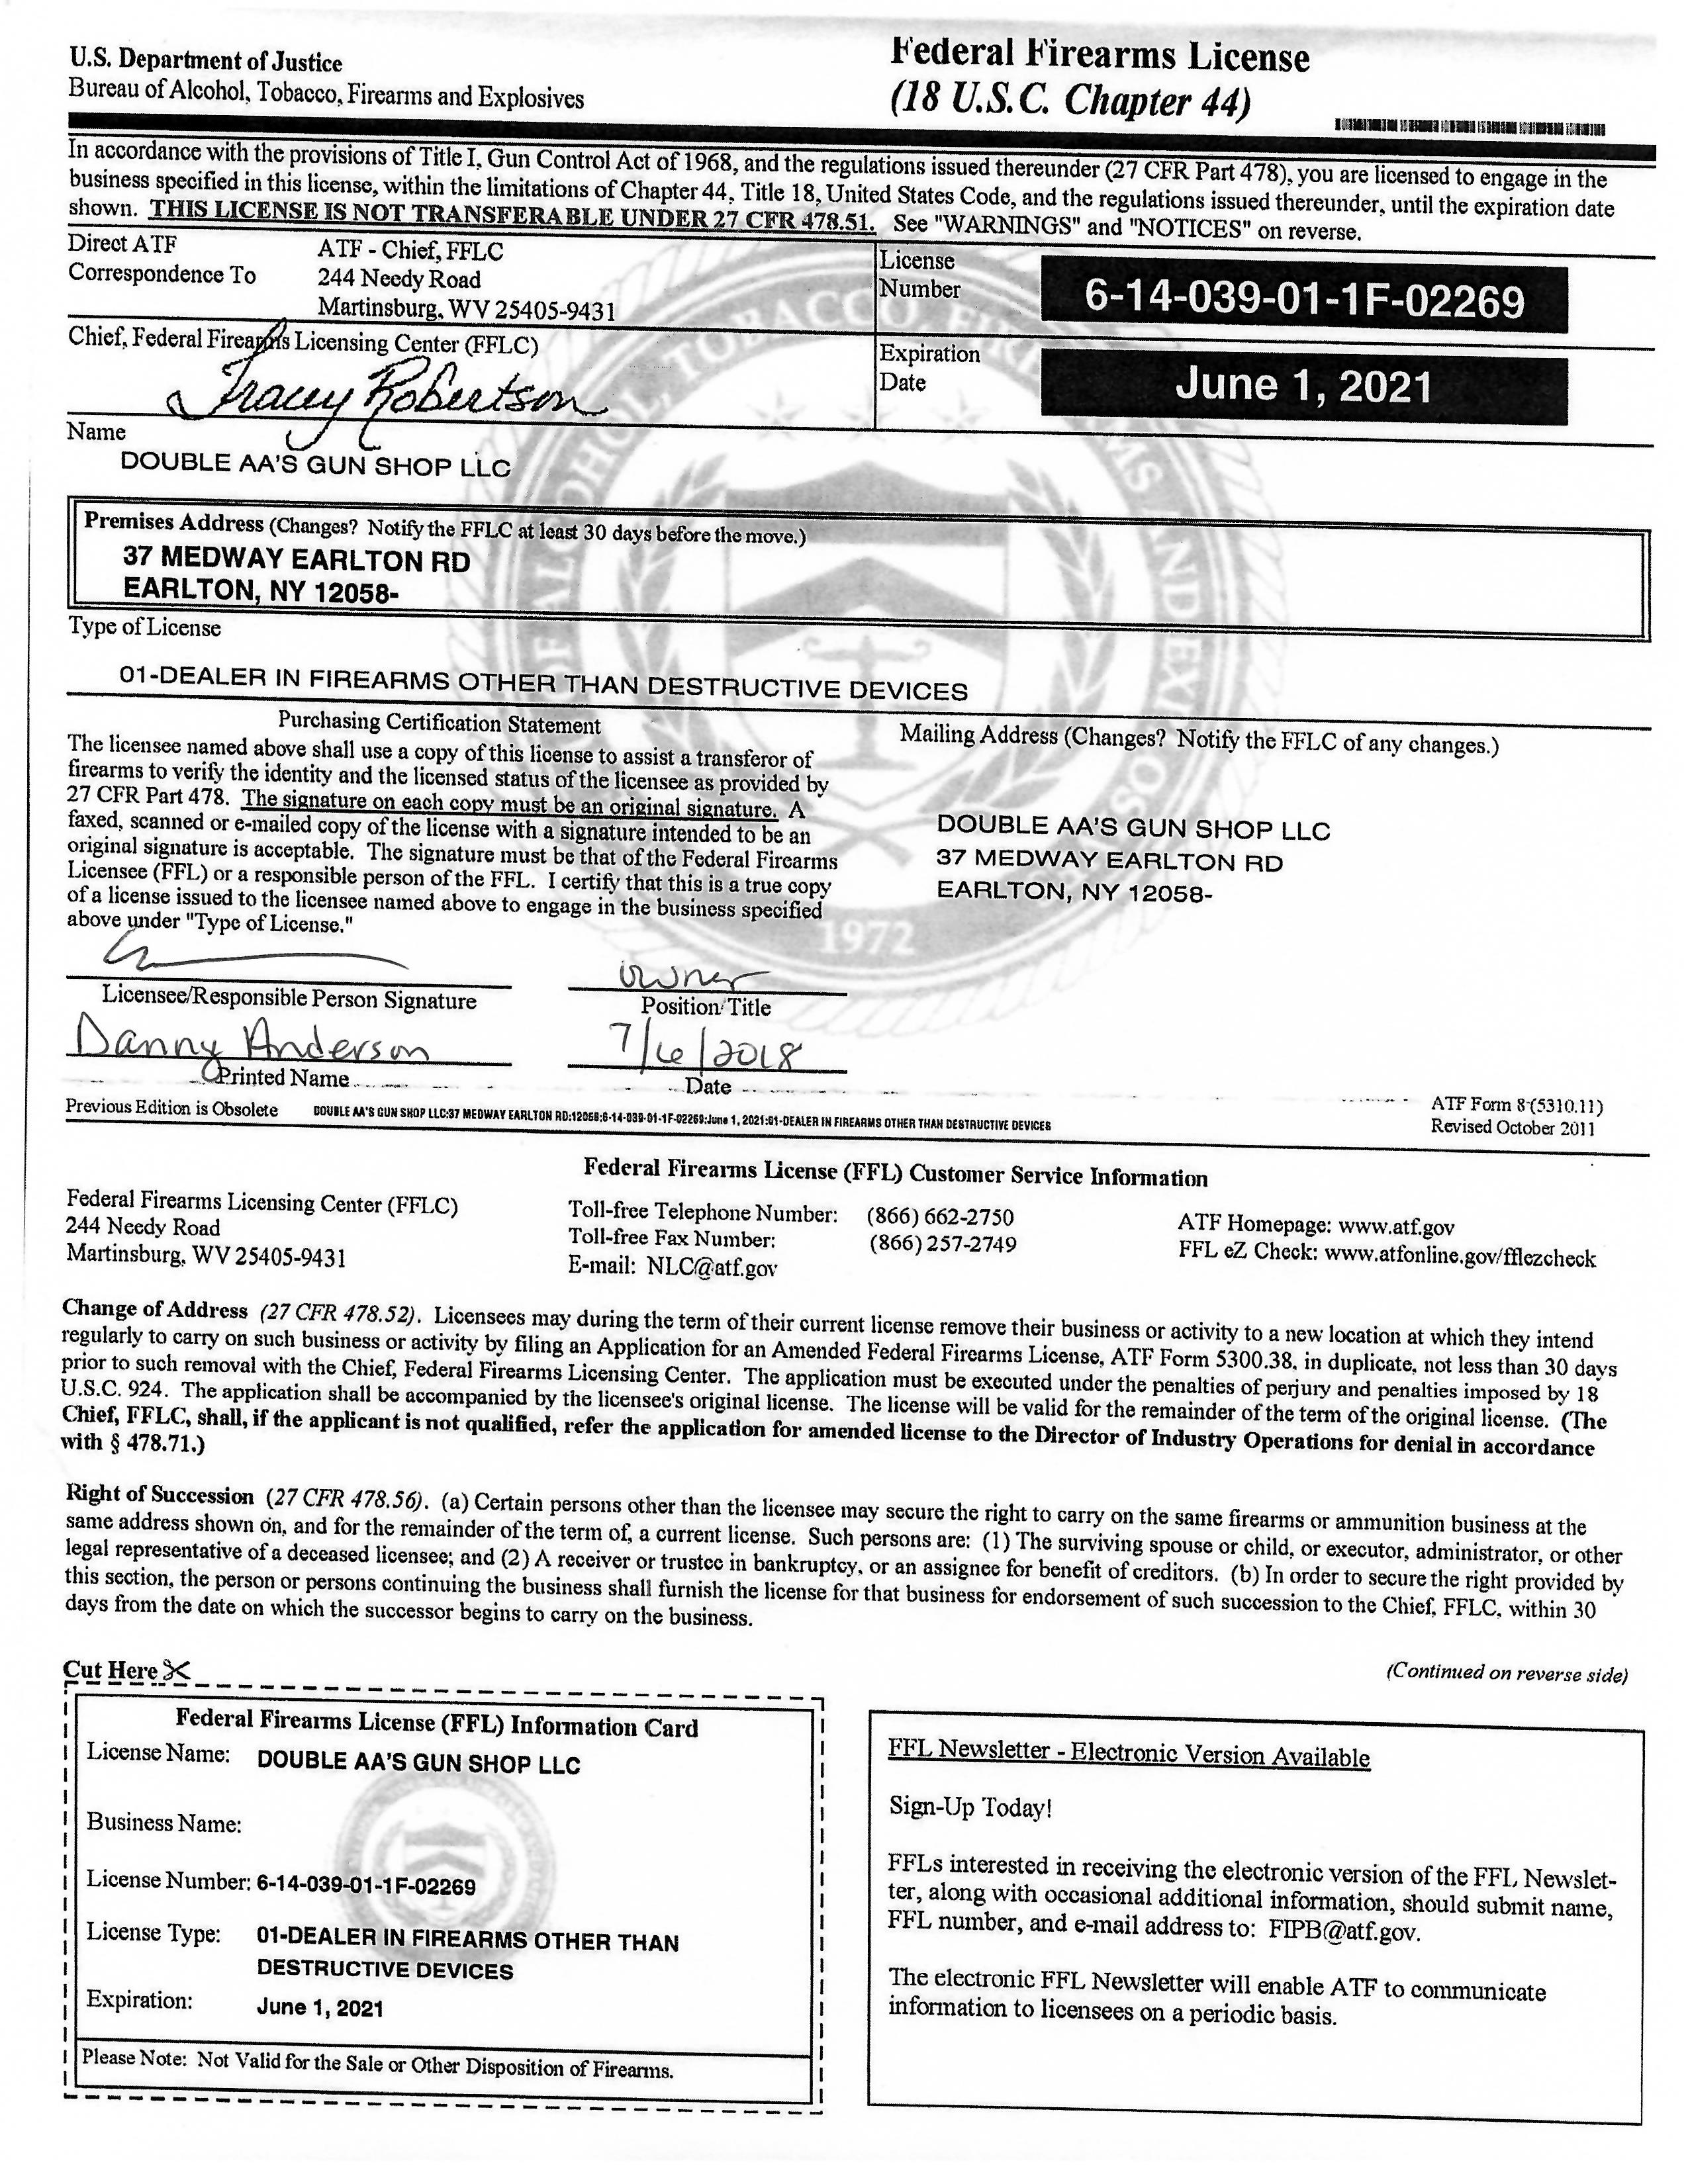 U.S. Department of Justice
Bureau of Alcohol, Tobacco, Firearms and Explosives
Federal Firearms License
(18 U.S.C. Chapter 44)
In accordance with the provisions of Title I, Gun Control Act of 1968, and the regulations issued thereunder (27 CFR Part 478), you are licensed to engage in the
business specified in this license, within the limitations of Chapter 44, Title 18, United States Code, and the regulations issued thereunder, until the expiration date
shown. THIS LICENSE IS NOT TRANSFERABLE UNDER 27 CFR 478.51. See "WARNINGS" and "NOTICES" on reverse.
Direct ATF
Correspondence To
ATF - Chief, FFLC
244 Needy Road
Martinsburg, WV 25405-9431
License
Number
6-14-039-01-1F-02269
Chief, Federal Firearms Licensing Center (FFLC)
Tracey Robertson
Expiration
Date
June 1, 2021
Name
DOUBLE AA'S GUN SHOP LLC
Premises Address (Changes? Notify the FFLC at least 30 days before the move.)
37 MEDWAY EARLTON RD
EARLTON, NY 12058-
Type of License
01-DEALER IN FIREARMS OTHER THAN DESTRUCTIVE DEVICES
Purchasing Certification Statement
The licensee named above shall use a copy of this license to assist a transferor of
firearms to verify the identity and the licensed status of the licensee as provided by
27 CFR Part 478. The signature on each copy must be an original signature. A
faxed, scanned or e-mailed copy of the license with a signature intended to be an
original signature is acceptable. The signature must be that of the Federal Firearms
Licensee (FFL) or a responsible person of the FFL. I certify that this is a true copy
of a license issued to the licensee named above to engage in the business specified
above under "Type of License."
Mailing Address (Changes? Notify the FFLC of any changes.)
DOUBLE AA'S GUN SHOP LLC
37 MEDWAY EARLTON RD
EARLTON, NY 12058-
1972
Licensee/Responsible Person Signature
owner
Position/Title
Danny Anderson
Printed Name
7/6/2018
Date
Previous Edition is Obsolete
DOUBLE AA'S GUN SHOP LLC:37 MEDWAY EARLTON RD:12058:6-14-039-01-1F-02269:June 1, 2021:01-DEALER IN FIREARMS OTHER THAN DESTRUCTIVE DEVICES
ATF Form 8 (5310.11)
Revised October 2011
Federal Firearms License (FFL) Customer Service Information
Federal Firearms Licensing Center (FFLC)
244 Needy Road
Martinsburg, WV 25405-9431
Toll-free Telephone Number: (866) 662-2750
Toll-free Fax Number: (866) 257-2749
E-mail: NLC@atf.gov
ATF Homepage: www.atf.gov
FFL eZ Check: www.atfonline.gov/fflezcheck
Change of Address (27 CFR 478.52). Licensees may during the term of their current license remove their business or activity to a new location at which they intend
regularly to carry on such business or activity by filing an Application for an Amended Federal Firearms License, ATF Form 5300.38, in duplicate, not less than 30 days
prior to such removal with the Chief, Federal Firearms Licensing Center. The application must be executed under the penalties of perjury and penalties imposed by 18
U.S.C. 924. The application shall be accompanied by the licensee's original license. The license will be valid for the remainder of the term of the original license. (The
Chief, FFLC, shall, if the applicant is not qualified, refer the application for amended license to the Director of Industry Operations for denial in accordance
with § 478.71.)
Right of Succession (27 CFR 478.56). (a) Certain persons other than the licensee may secure the right to carry on the same firearms or ammunition business at the
same address shown on, and for the remainder of the term of, a current license. Such persons are: (1) The surviving spouse or child, or executor, administrator, or other
legal representative of a deceased licensee; and (2) A receiver or trustee in bankruptcy, or an assignee for benefit of creditors. (b) In order to secure the right provided by
this section, the person or persons continuing the business shall furnish the license for that business for endorsement of such succession to the Chief, FFLC, within 30
days from the date on which the successor begins to carry on the business.
Cut Here
(Continued on reverse side)
Federal Firearms License (FFL) Information Card
License Name: DOUBLE AA'S GUN SHOP LLC
Business Name:
License Number: 6-14-039-01-1F-02269
License Type: 01-DEALER IN FIREARMS OTHER THAN
DESTRUCTIVE DEVICES
Expiration: June 1, 2021
Please Note: Not Valid for the Sale or Other Disposition of Firearms.
FFL Newsletter - Electronic Version Available
Sign-Up Today!
FFLs interested in receiving the electronic version of the FFL Newslet-
ter, along with occasional additional information, should submit name,
FFL number, and e-mail address to: FIPB@atf.gov.
The electronic FFL Newsletter will enable ATF to communicate
information to licensees on a periodic basis.